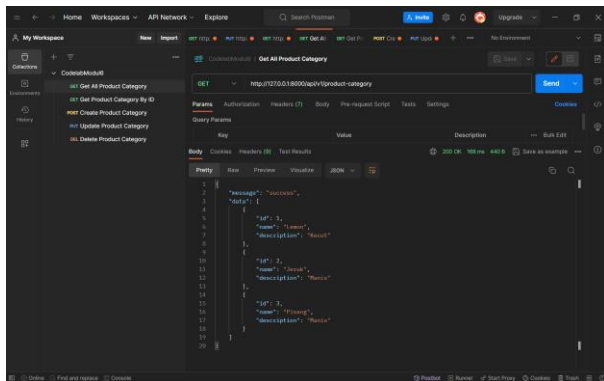 Home Workspaces API Network Explore
Search Postman
Invite
Upgrade
My Workspace
New Import
No Environment
Collections
Environments
History
CodelabModul6
GET Get All Product Category
GET Get Product Category By ID
POST Create Product Category
PUT Update Product Category
DEL Delete Product Category
CodelabModul6 / Get All Product Category
Save
GET http://127.0.0.1:8000/api/v1/product-category
Send
Params Authorization Headers (7) Body Pre-request Script Tests Settings
Cookies
Query Params
Key Value Description Bulk Edit
Body Cookies Headers (9) Test Results
200 OK
Save as example
Pretty Raw Preview Visualize JSON
1 {
2 "message": "success",
3 "data": [
4 {
5 "id": 1,
6 "name": "Lemon",
7 "description":
8 },
9 {
10 "id": 2,
11 "name": "Jeruk",
12 "description": "Manis"
13 },
14 {
15 "id": 3,
16 "name": "Pinang",
17 "description": "Manis"
18 }
19 ]
20 }
Online Find and replace Console
Postbot Runner Start Proxy Cookies Trash